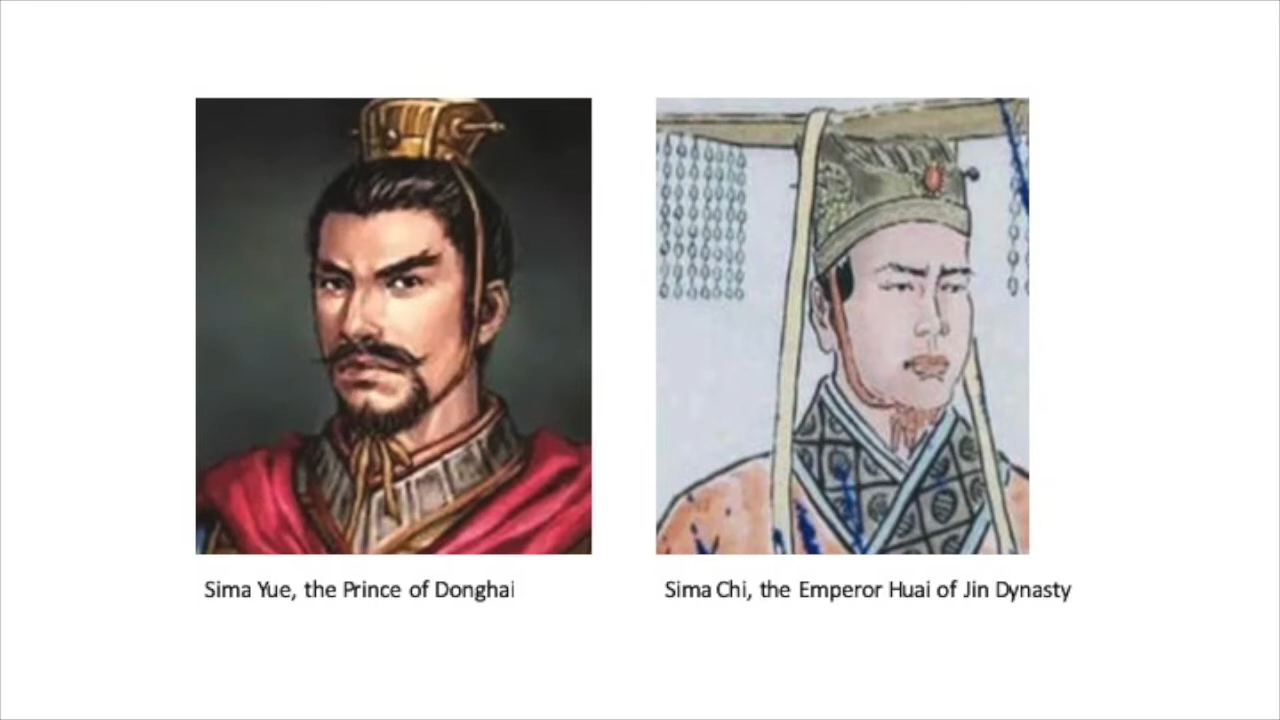 Sima Yue, the Prince of Donghai
Sima Chi, the Emperor Huai of Jin Dynasty